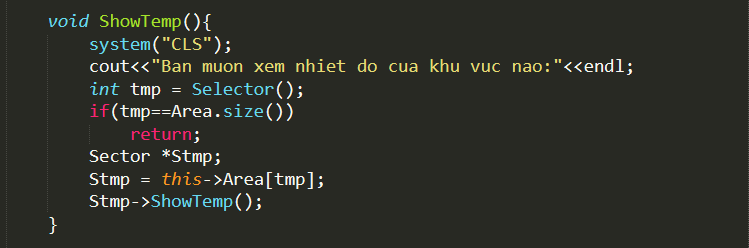 void ShowTemp(){
system("CLS");
cout<<"Ban muon xem nhiet do cua khu vuc nao:"<<endl;
int tmp = Selector();
if(tmp==Area.size())
return;
Sector *Stmp;
Stmp = this->Area[tmp];
Stmp->ShowTemp();
}